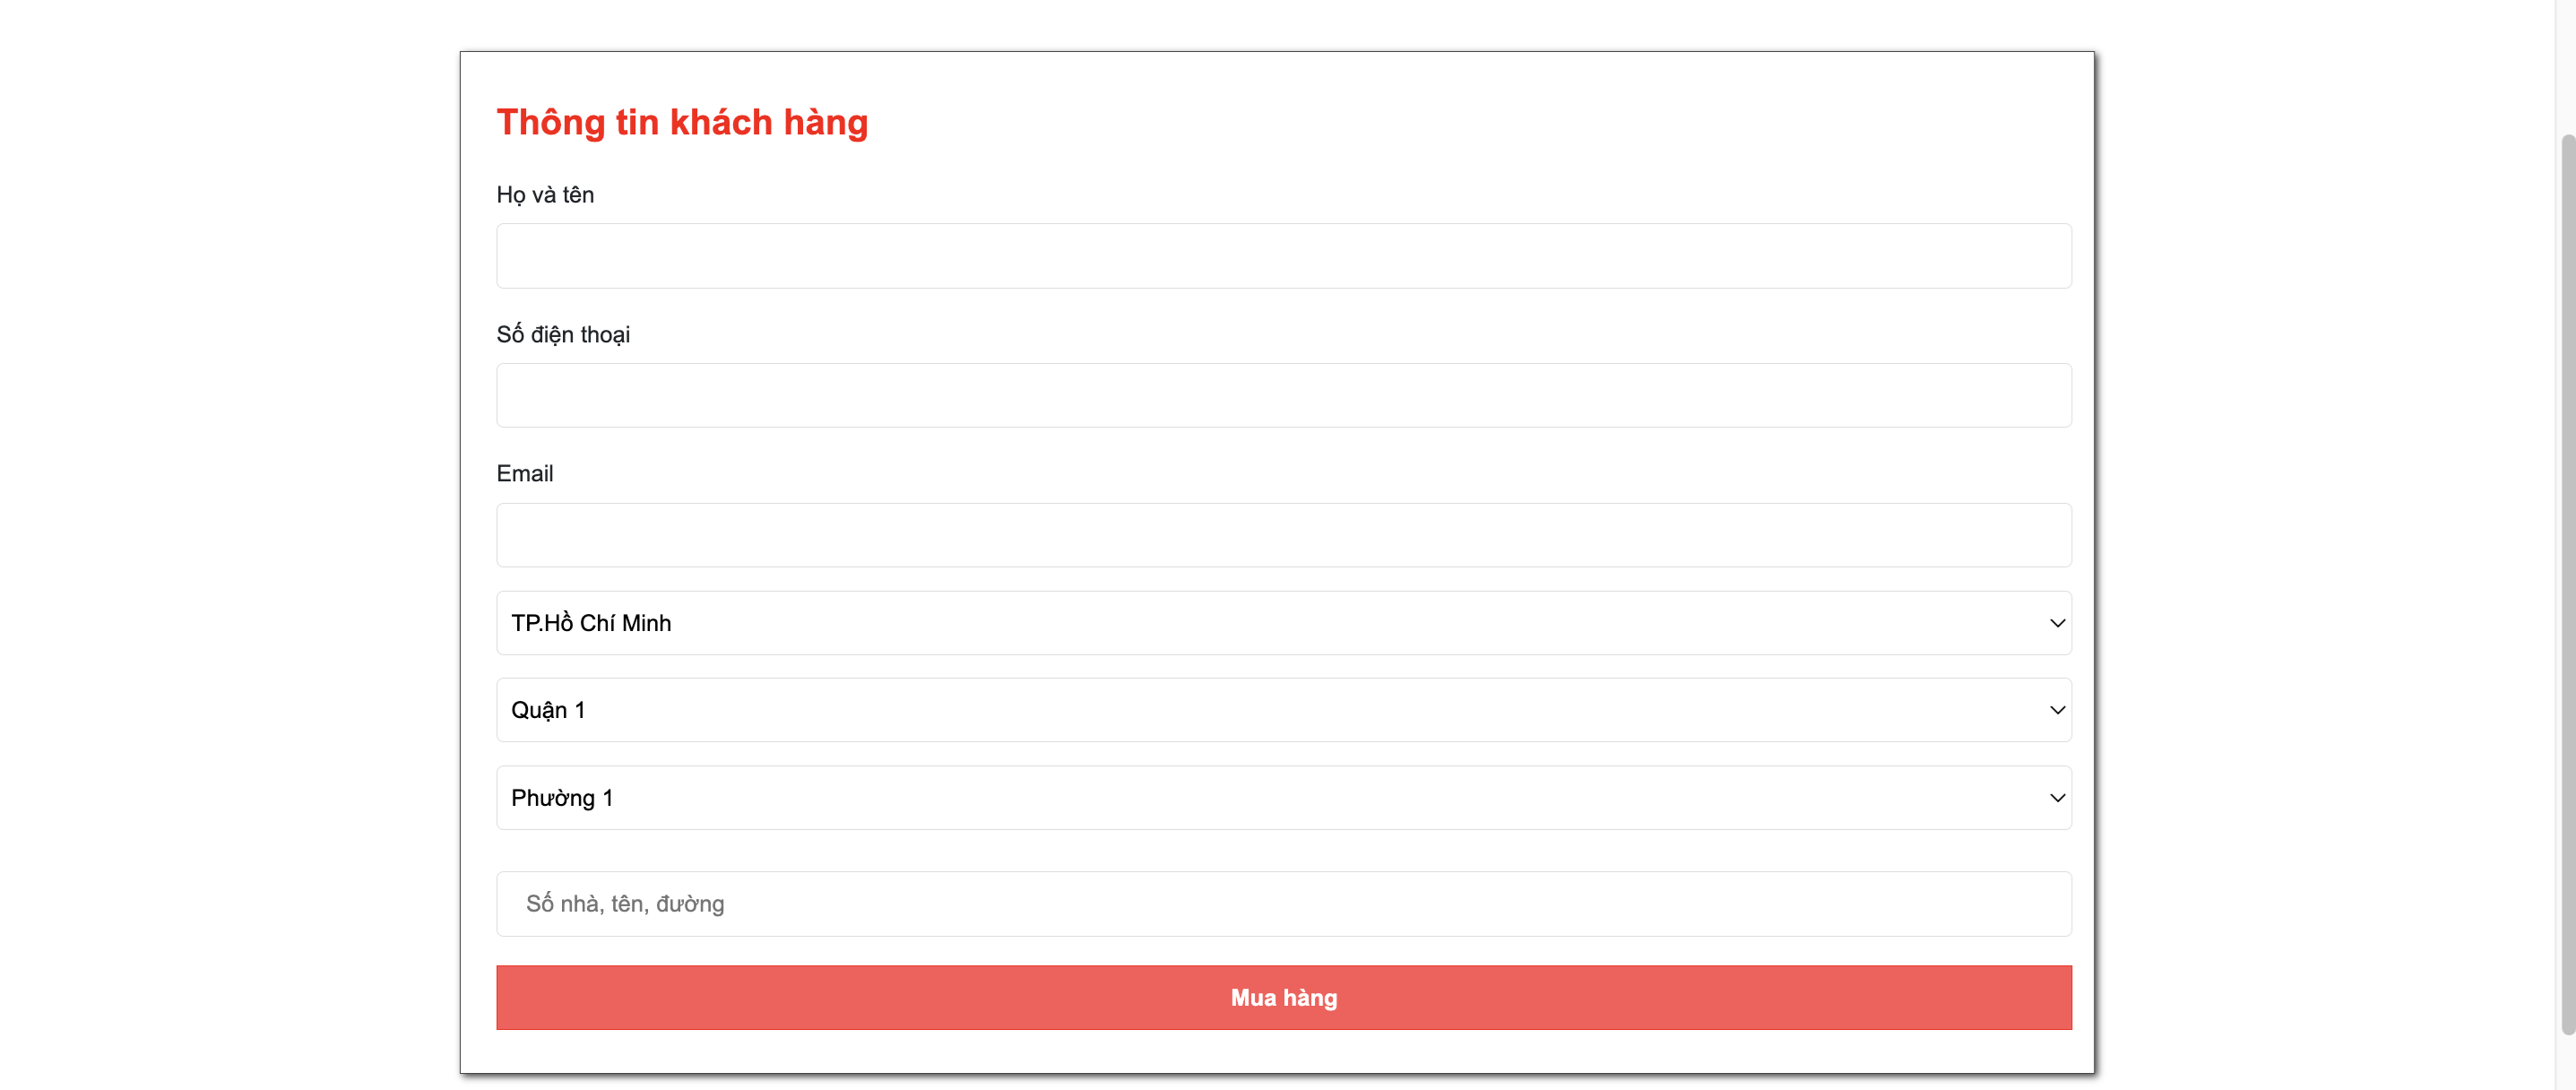 Thông tin khách hàng
Họ và tên
Số điện thoại
Email
TP.Hồ Chí Minh
Quận 1
Phường 1
Số nhà, tên, đường
Mua hàng